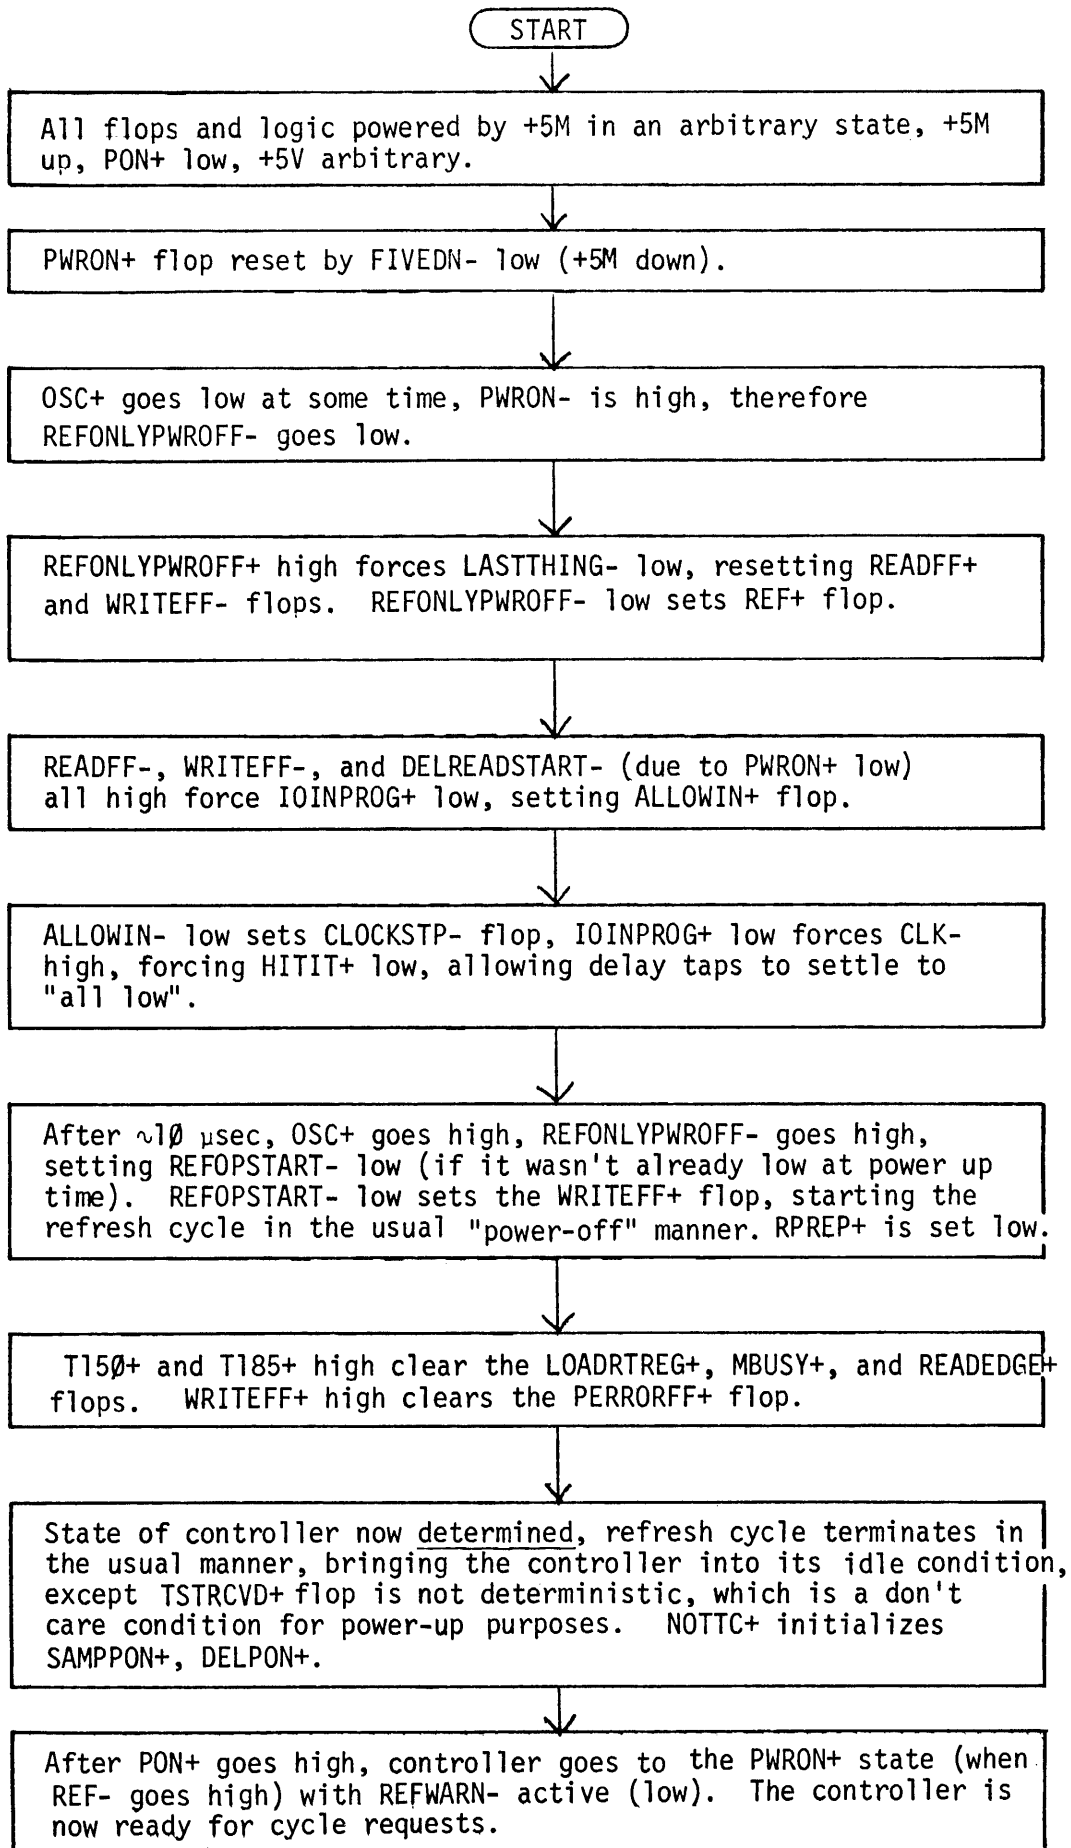 START
All flops and logic powered by +5M in an arbitrary state, +5M
up, PON+ low, +5V arbitrary.
PWRON+ flop reset by FIVEDN- low (+5M down).
OSC+ goes low at some time, PWRON- is high, therefore
REFONLYPWROFF- goes low.
REFONLYPWROFF+ high forces LASTTHING- low, resetting READFF+
and WRITEFF- flops. REFONLYPWROFF- low sets REF+ flop.
READFF-, WRITEFF-, and DELREADSTART- (due to PWRON+ low)
all high force IOINPROG+ low, setting ALLOWIN+ flop.
ALLOWIN- low sets CLOCKSTP- flop, IOINPROG+ low forces CLK-
high, forcing HITIT+ low, allowing delay taps to settle to
"all low".
After ~1Ø μsec, OSC+ goes high, REFONLYPWROFF- goes high,
setting REFOPSTART- low (if it wasn't already low at power up
time). REFOPSTART- low sets the WRITEFF+ flop, starting the
refresh cycle in the usual "power-off" manner. RPREP+ is set low.
T15Ø+ and T185+ high clear the LOADRTREG+, MBUSY+, and READEDGE+
flops. WRITEFF+ high clears the PERRORFF+ flop.
State of controller now determined, refresh cycle terminates in
the usual manner, bringing the controller into its idle condition,
except TSTRCVD+ flop is not deterministic, which is a don't
care condition for power-up purposes. NOTTC+ initializes
SAMPPON+, DELPON+.
After PON+ goes high, controller goes to the PWRON+ state (when
REF- goes high) with REFWARN- active (low). The controller is
now ready for cycle requests.